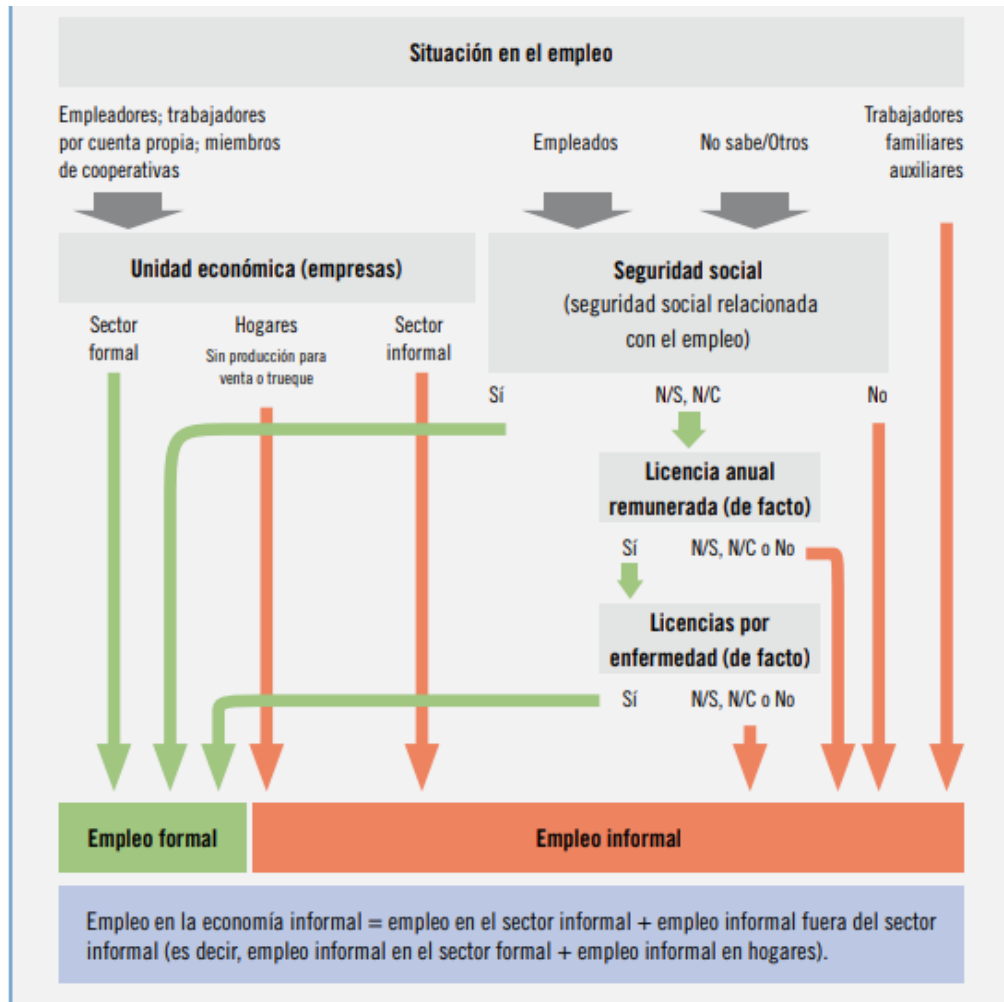 Situación en el empleo
Empleadores; trabajadores
por cuenta propia; miembros
de cooperativas
Empleados
No sabe/Otros
Trabajadores
familiares
auxiliares
Unidad económica (empresas)
Seguridad social
(seguridad social relacionada
con el empleo)
Sector
formal
Hogares
Sin producción para
venta o trueque
Sector
informal
Sí
N/S, N/C
No
Licencia anual
remunerada (de facto)
Sí
N/S, N/C o No
Licencias por
enfermedad (de facto)
Sí
N/S, N/C o No
Empleo formal
Empleo informal
Empleo en la economía informal = empleo en el sector informal + empleo informal fuera del sector
informal (es decir, empleo informal en el sector formal + empleo informal en hogares).